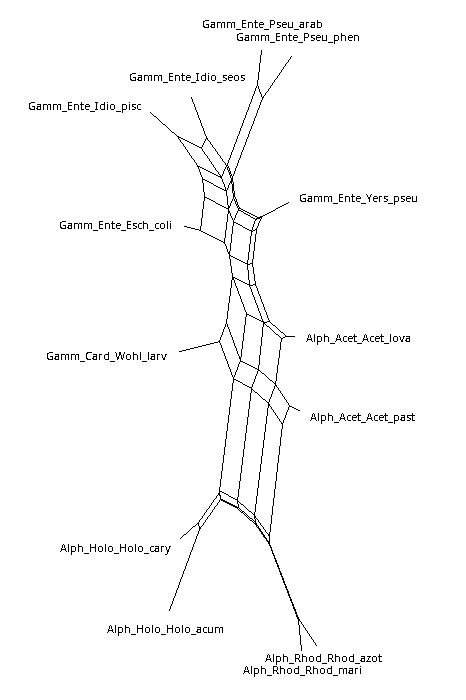 Gamm_Ente_Pseu_arab
Gamm_Ente_Pseu_phen
Gamm_Ente_Idio_seos
Gamm_Ente_Idio_pisc
Gamm_Ente_Yers_pseu
Gamm_Ente_Esch_coli
Alph_Acet_Acet_lova
Gamm_Card_Wohl_larv
Alph_Acet_Acet_past
Alph_Holo_Holo_cary
Alph_Holo_Holo_acum
Alph_Rhod_Rhod_azot
Alph_Rhod_Rhod_mari